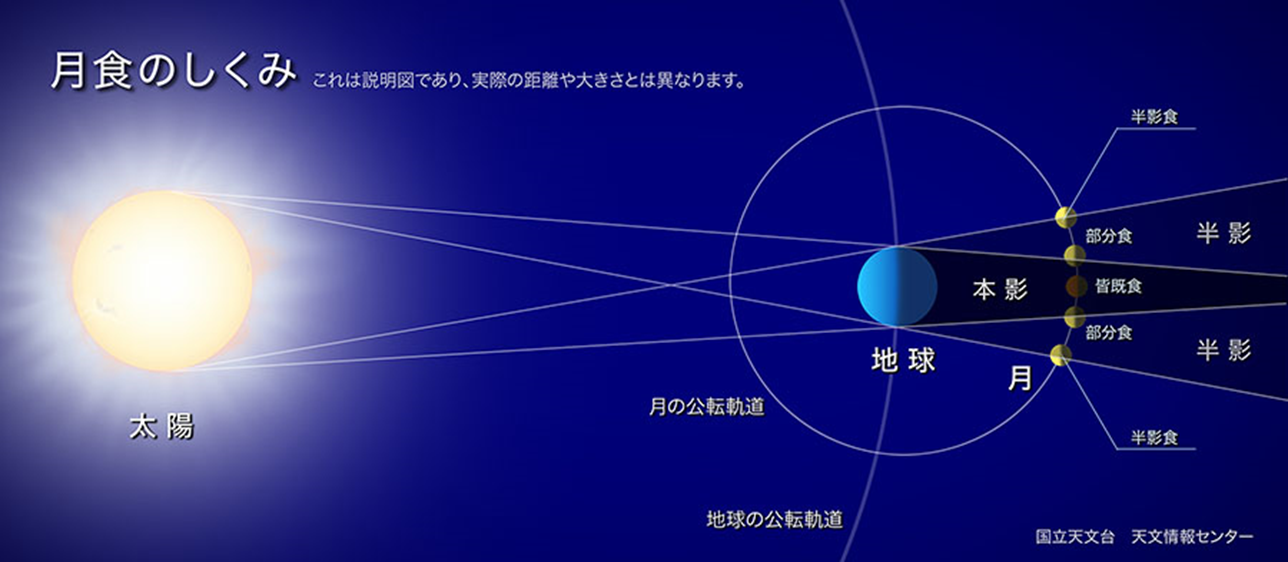 月食のしくみ これは説明図であり、実際の距離や大きさとは異なります。
半影食
部分食
半影
本影
皆既食
部分食
半影
地球
月
月の公転軌道
太陽
半影食
地球の公転軌道
国立天文台　天文情報センター